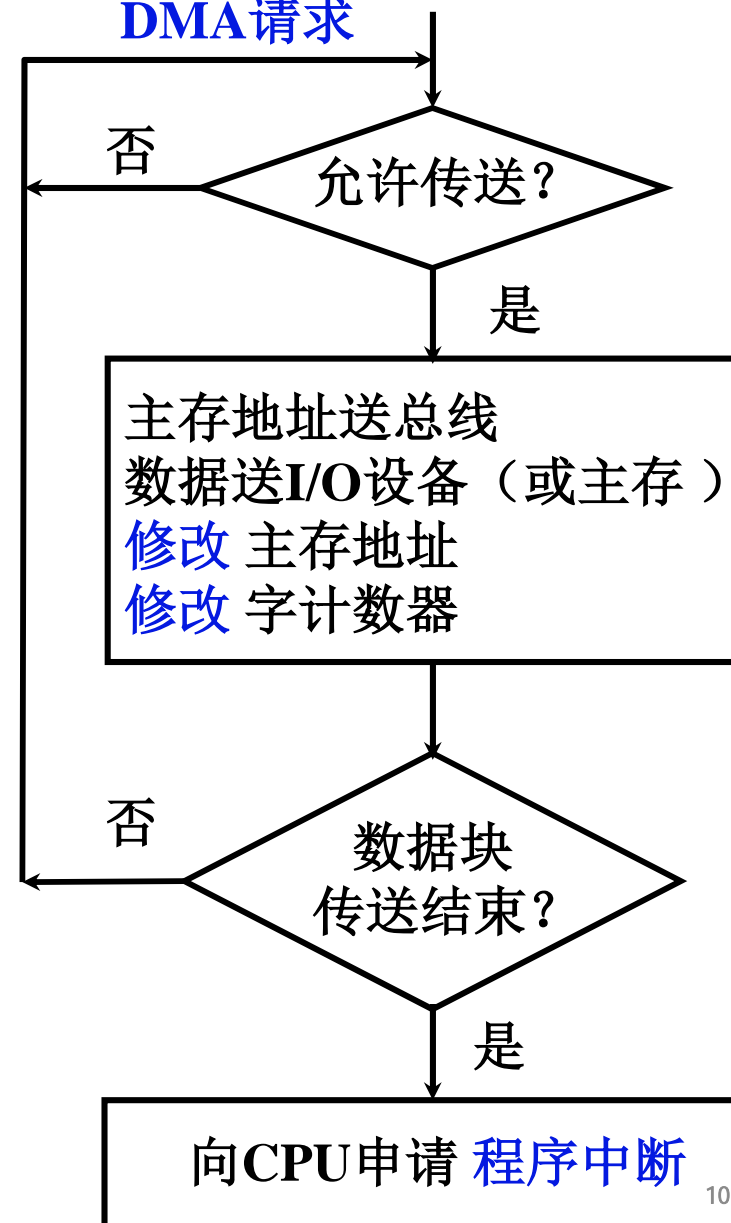 DMA请求
否
允许传送？
是
主存地址送总线
数据送I/O设备（或主存 ）
修改 主存地址
修改 字计数器
否
数据块
传送结束？
是
向CPU申请 程序中断
10